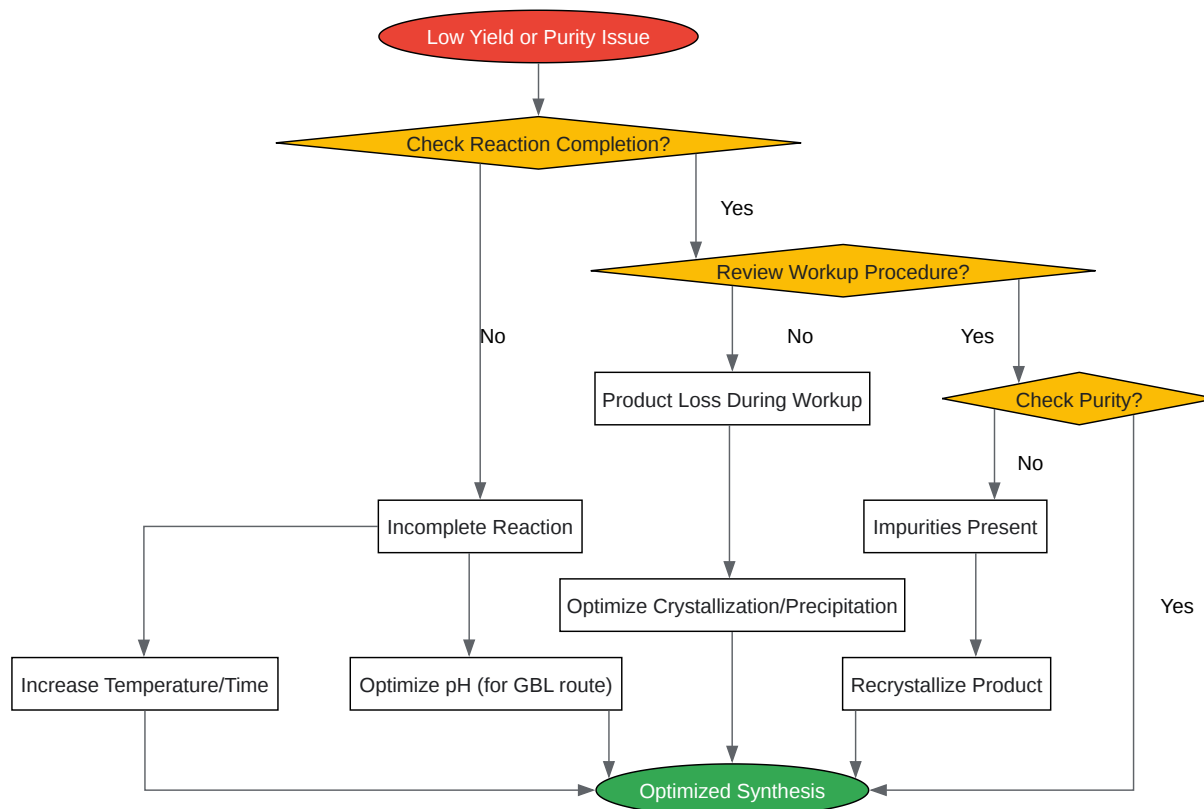 Low Yield or Purity Issue
Check Reaction Completion?
Yes
Review Workup Procedure?
No
No
Yes
Product Loss During Workup
Check Purity?
No
Incomplete Reaction
Impurities Present
Optimize Crystallization/Precipitation
Yes
Increase Temperature/Time
Optimize pH (for GBL route)
Recrystallize Product
Optimized Synthesis